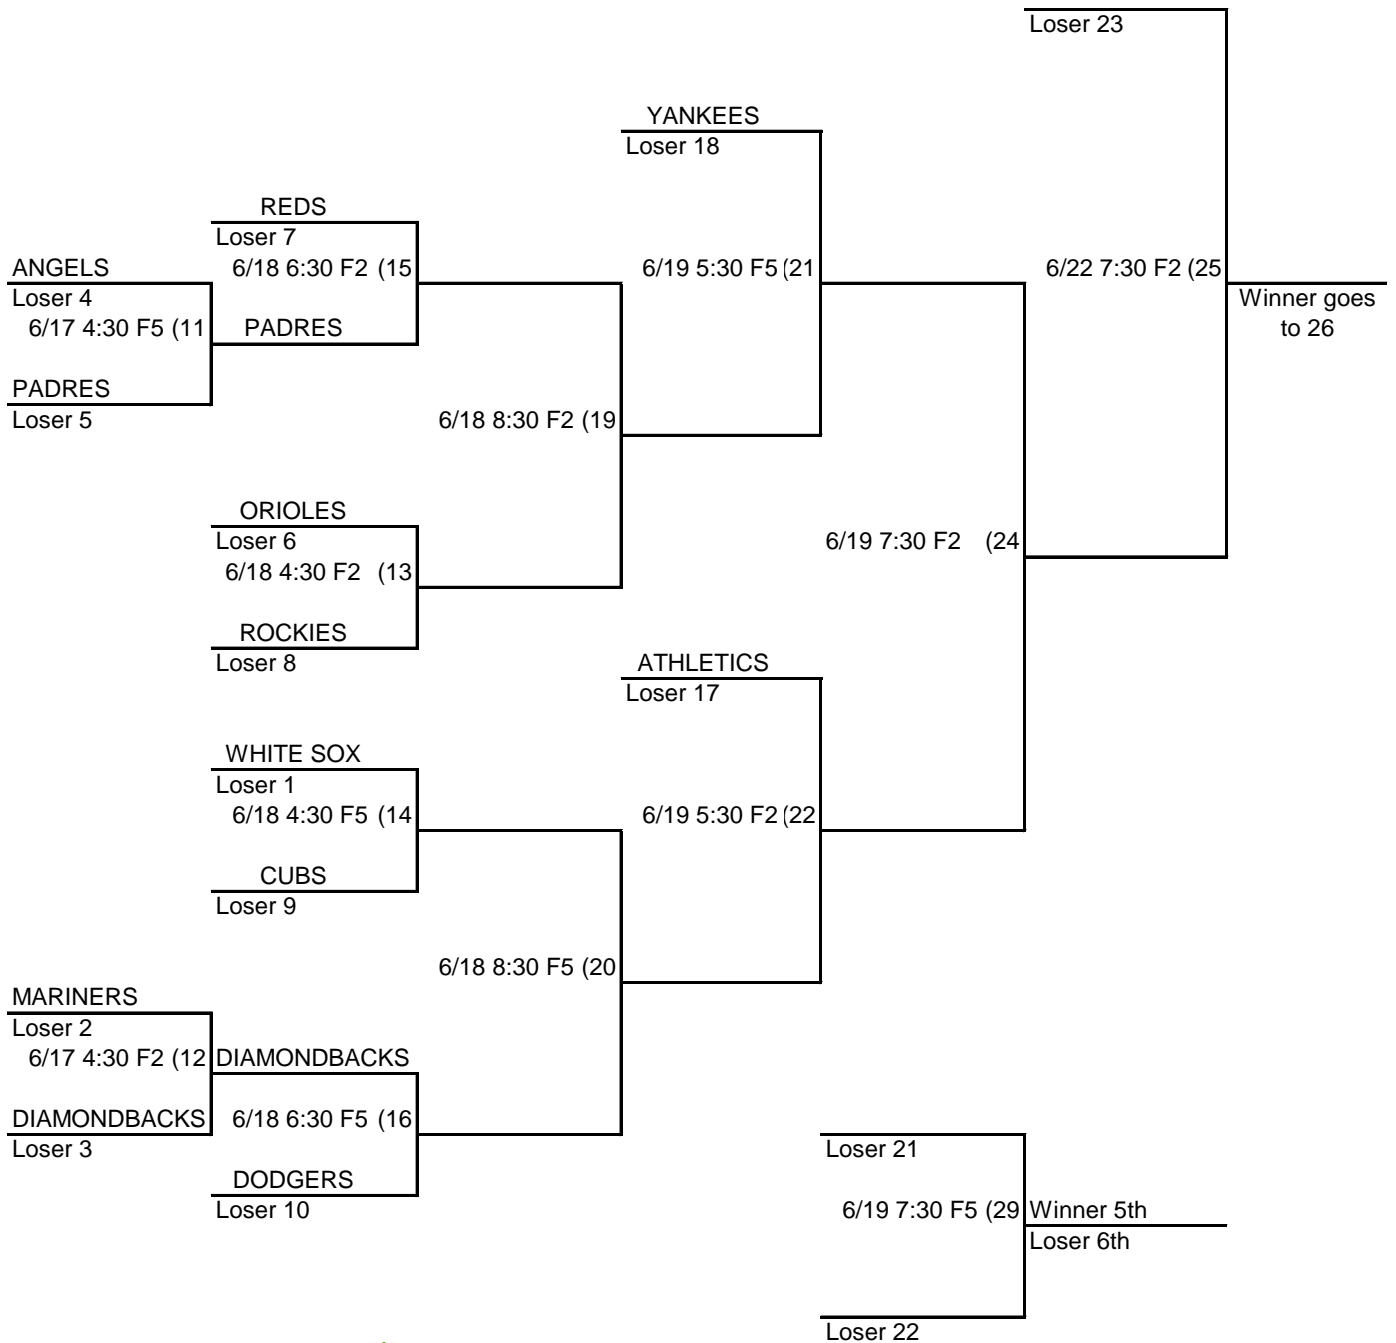 Loser 23
YANKEES
Loser 18
REDS
Loser 7
ANGELS
6/18 6:30 F2 (15
6/19 5:30 F5 (21
6/22 7:30 F2 (25
Loser 4
Winner goes
to 26
6/17 4:30 F5 (11
PADRES
PADRES
Loser 5
6/18 8:30 F2 (19
ORIOLES
Loser 6
6/19 7:30 F2 (24
6/18 4:30 F2 (13
ROCKIES
Loser 8
ATHLETICS
Loser 17
WHITE SOX
Loser 1
6/18 4:30 F5 (14
6/19 5:30 F2 (22
CUBS
Loser 9
6/18 8:30 F5 (20
MARINERS
Loser 2
6/17 4:30 F2 (12
DIAMONDBACKS
DIAMONDBACKS
6/18 6:30 F5 (16
Loser 3
Loser 21
DODGERS
Loser 10
6/19 7:30 F5 (29
Winner 5th
Loser 6th
Loser 22